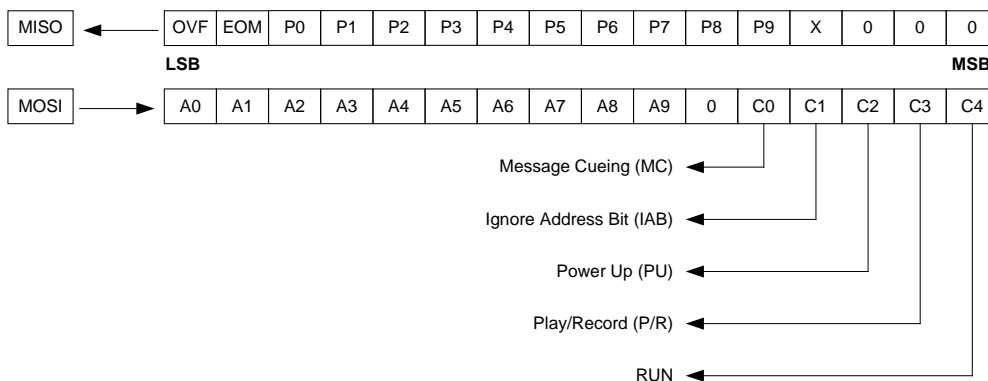 MISO OVF EOM P0 P1 P2 P3 P4 P5 P6 P7 P8 P9 X 0 0 0
LSB MSB
MOSI A0 A1 A2 A3 A4 A5 A6 A7 A8 A9 0 C0 C1 C2 C3 C4
Message Cueing (MC)
Ignore Address Bit (IAB)
Power Up (PU)
Play/Record (P/R)
RUN